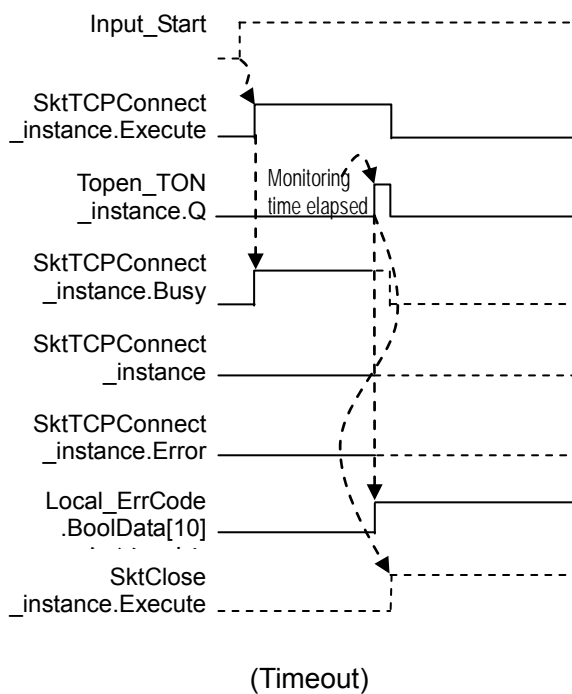 Input_Start
SktTCPConnect
_instance.Execute
Topen_TON
_instance.Q
Monitoring
time elapsed
SktTCPConnect
_instance.Busy
SktTCPConnect
_instance
SktTCPConnect
_instance.Error
Local_ErrCode
.BoolData[10]
SktClose
_instance.Execute
(Timeout)